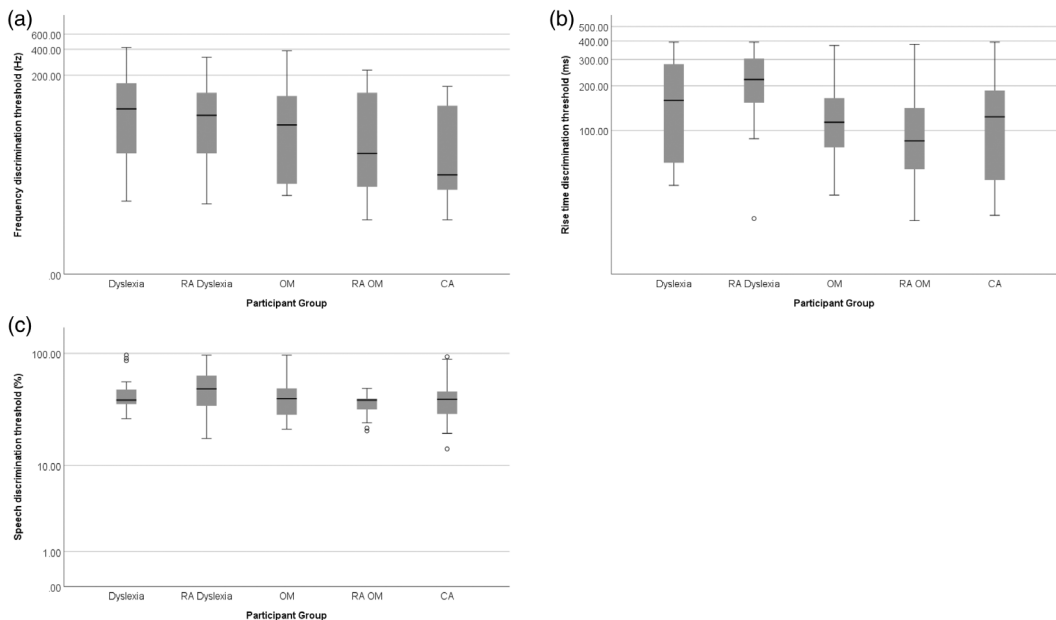 (a)
Frequency discrimination threshold (Hz)
600.00
400.00
200.00
.00
Dyslexia RA Dyslexia OM RA OM CA
Participant Group
(b)
Rise time discrimination threshold (ms)
500.00
400.00
300.00
200.00
100.00
Dyslexia RA Dyslexia OM RA OM CA
Participant Group
(c)
Speech discrimination threshold (%)
100.00
10.00
1.00
.00
Dyslexia RA Dyslexia OM RA OM CA
Participant Group